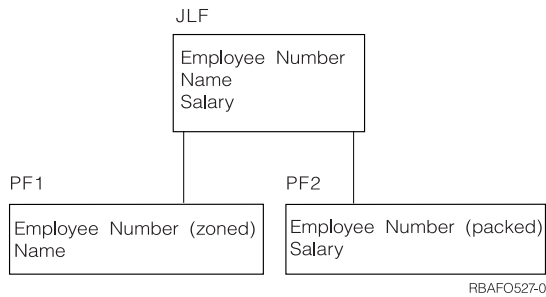 JLF
Employee Number
Name
Salary
PF1
PF2
Employee Number (zoned)
Name
Employee Number (packed)
Salary
RBAFO527-0